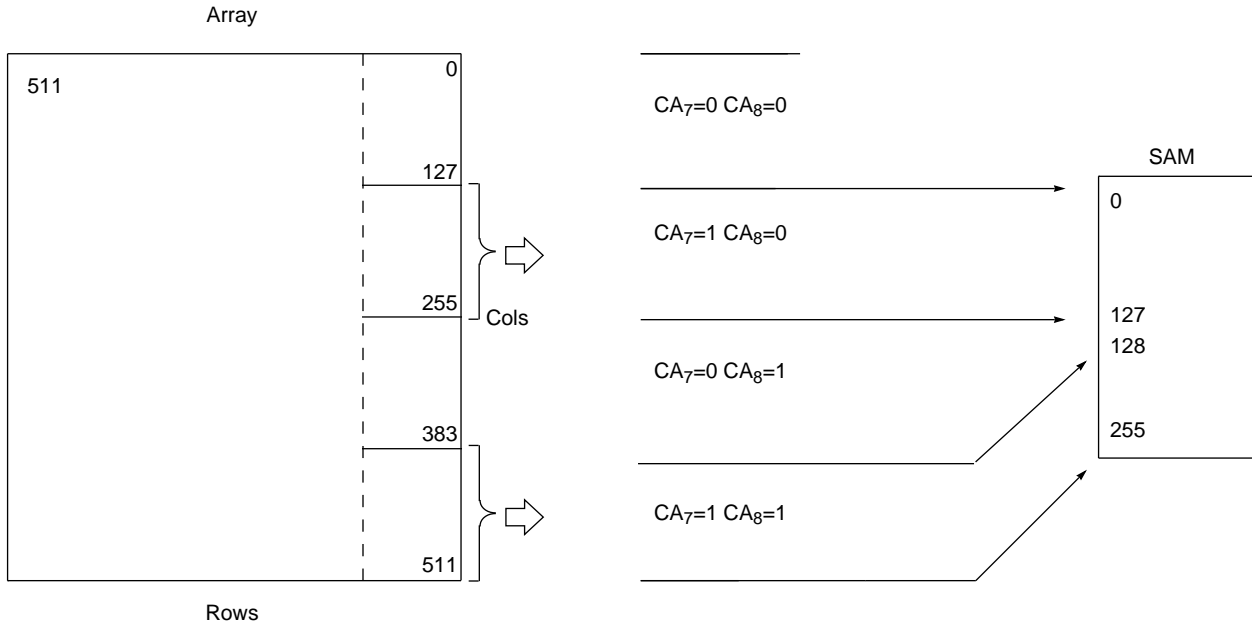 Array
0
511
127
255
Cols
383
511
Rows
CA7=0 CA8=0
CA7=1 CA8=0
CA7=0 CA8=1
CA7=1 CA8=1
SAM
0
127
128
255